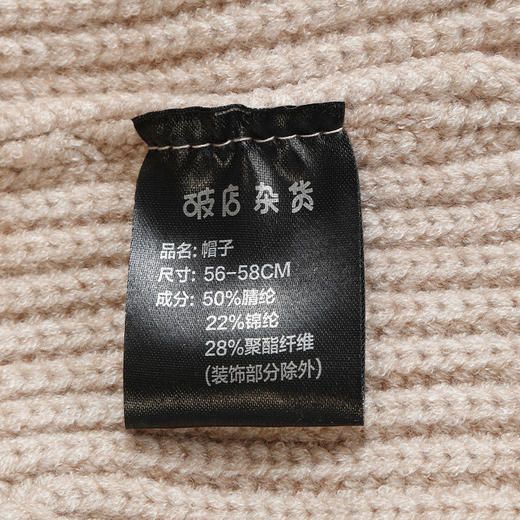 破店杂货
品名: 帽子
尺寸: 56-58CM
成分: 50%腈纶
22%锦纶
28%聚酯纤维
(装饰部分除外)